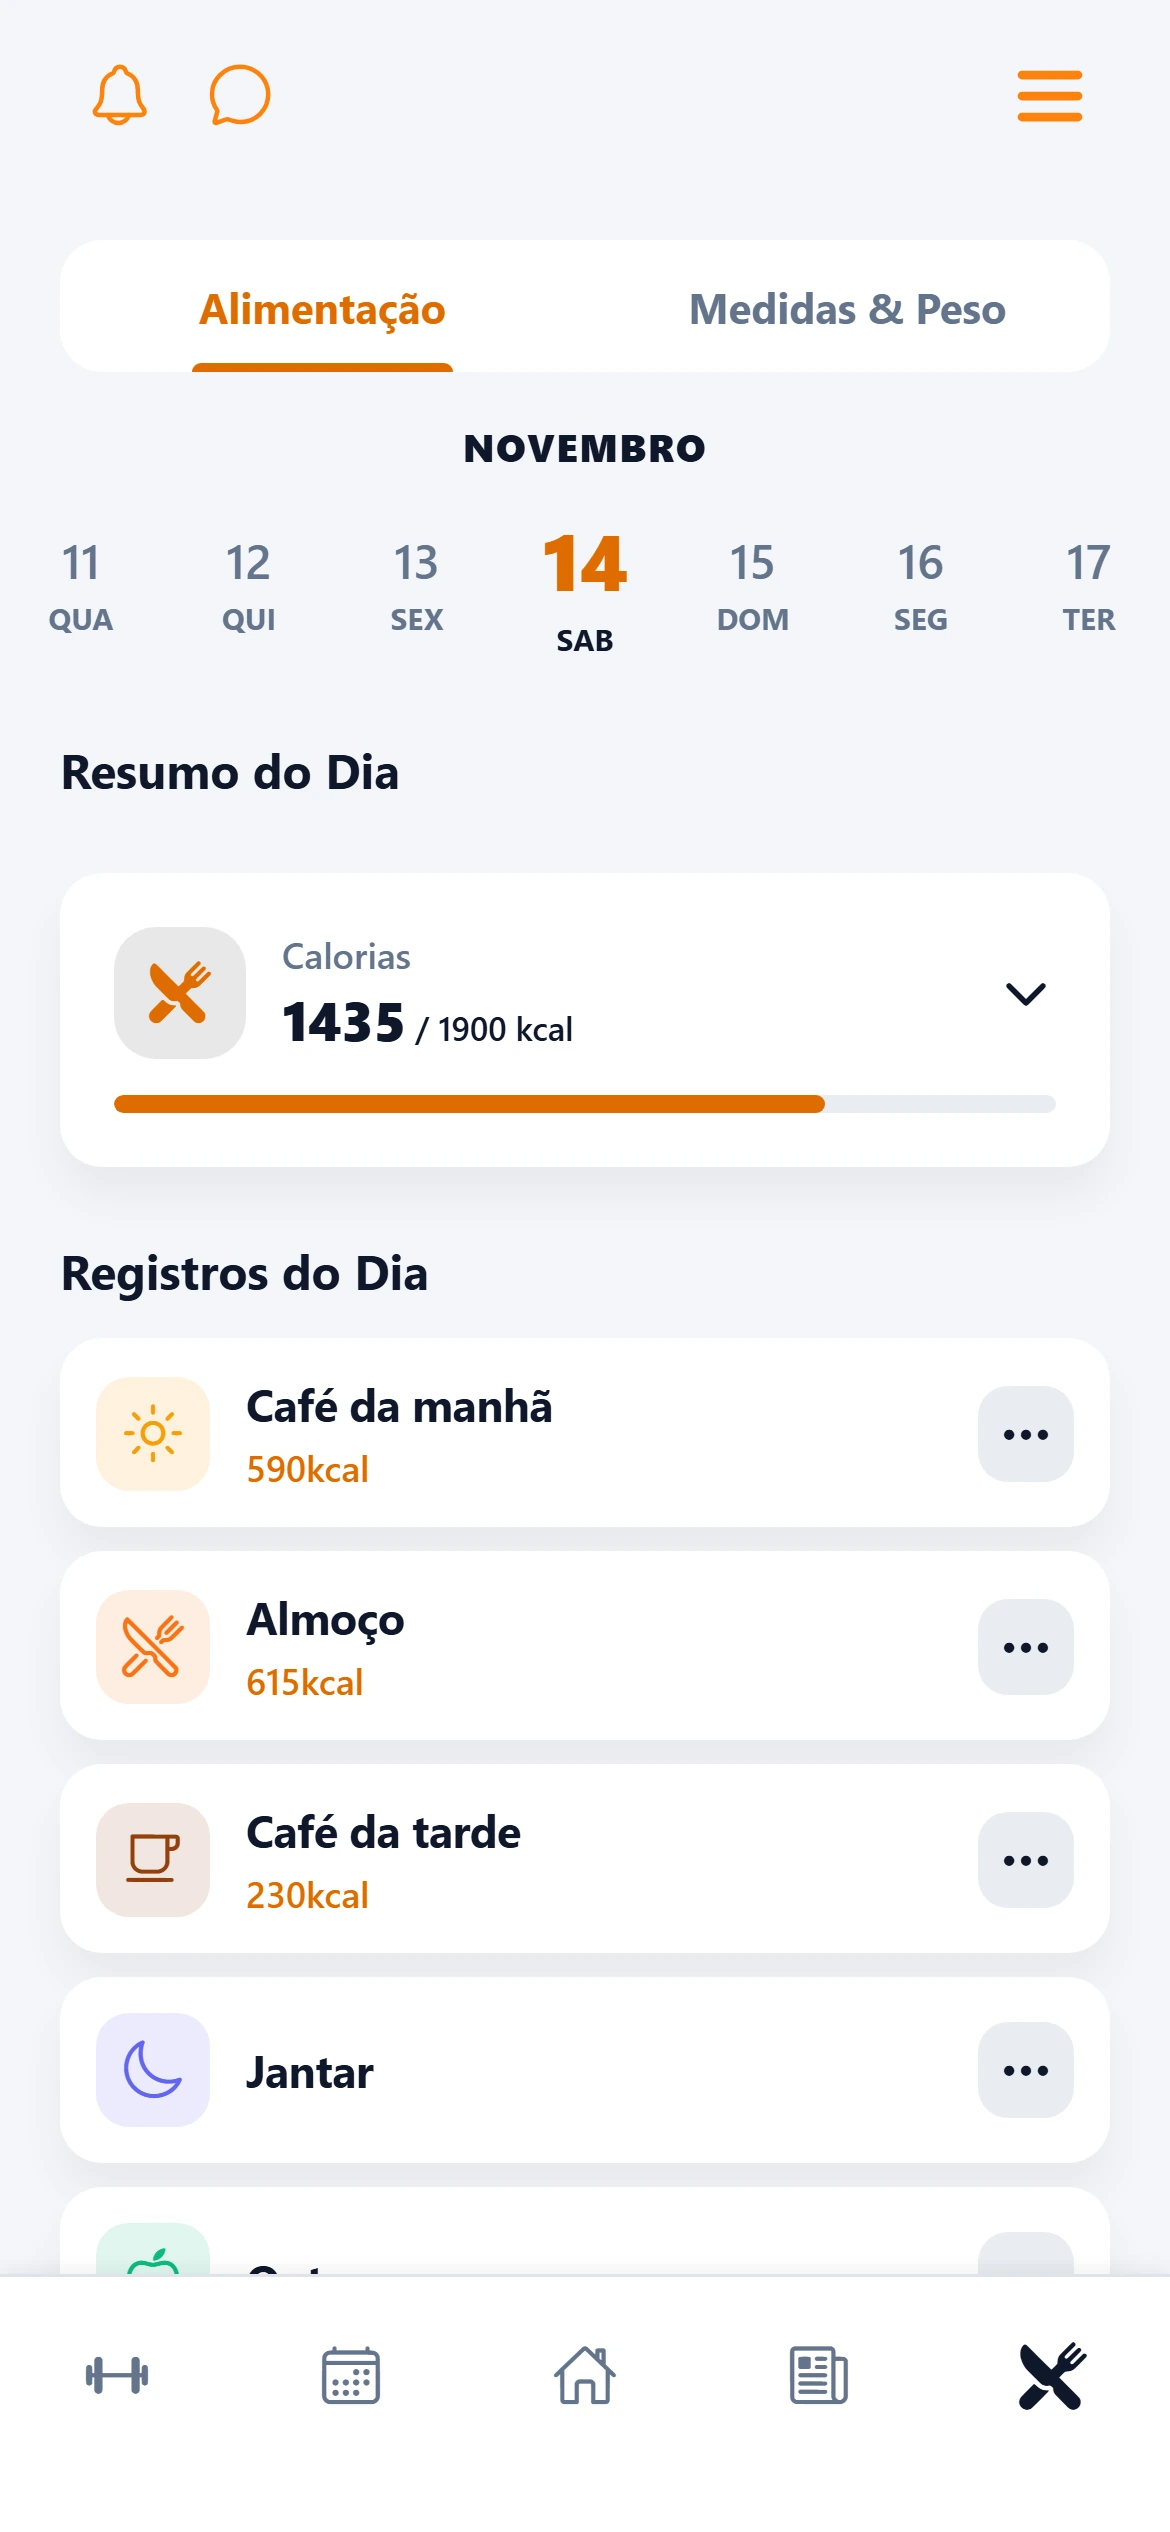 Alimentação
Medidas & Peso
NOVEMBRO
11 12 13 14 15 16 17
QUA QUI SEX SAB DOM SEG TER
Resumo do Dia
Calorias
1435 / 1900 kcal
Registros do Dia
Café da manhã
590kcal
Almoço
615kcal
Café da tarde
230kcal
Jantar